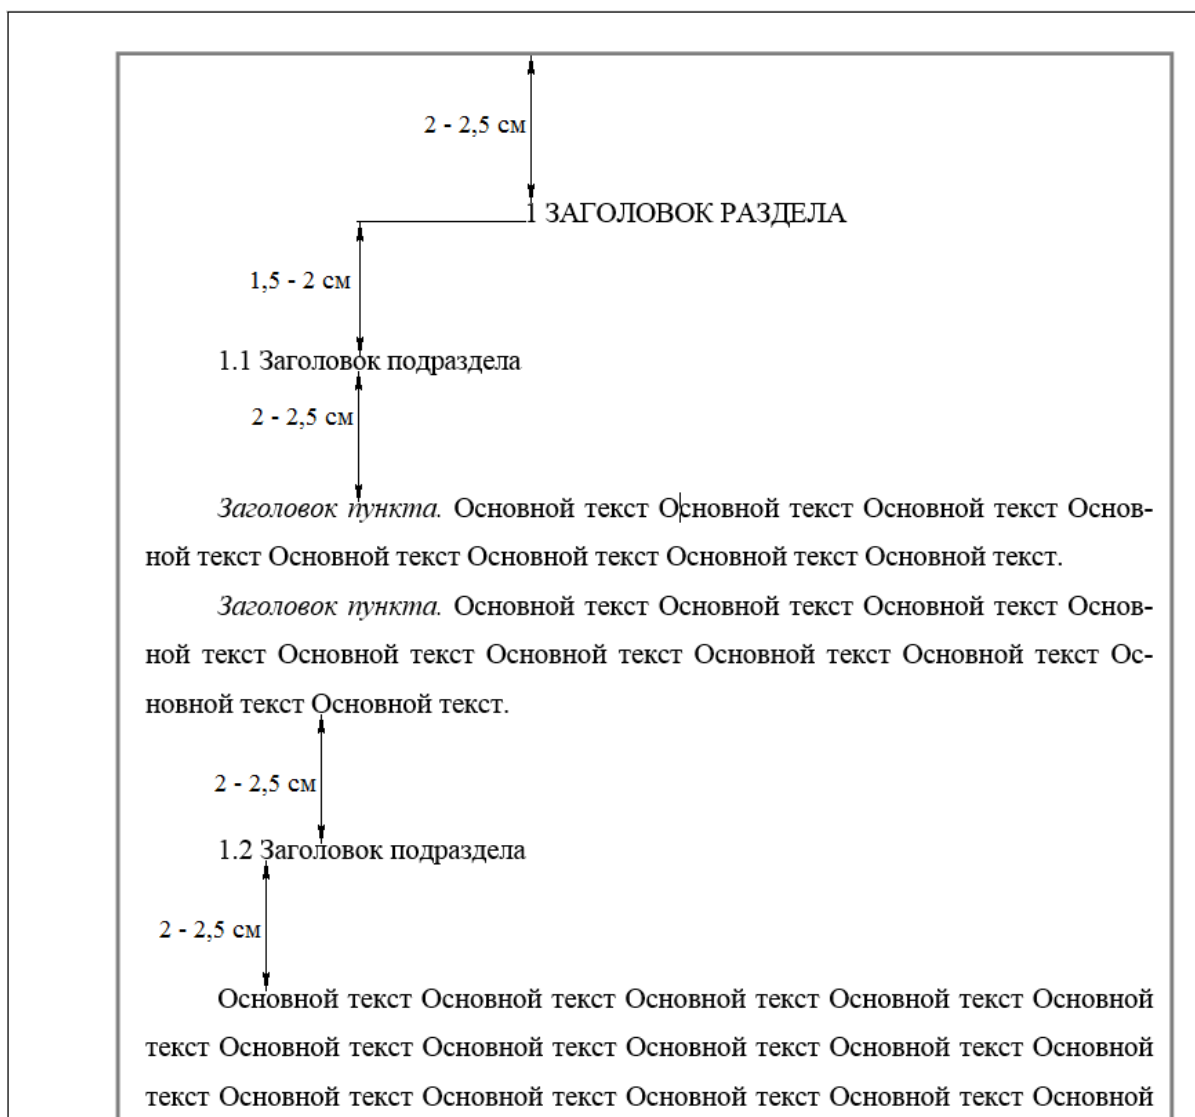 2 - 2,5 см
1 ЗАГОЛОВОК РАЗДЕЛА
1,5 - 2 см
1.1 Заголовок подраздела
2 - 2,5 см
Заголовок пункта. Основной текст Основной текст Основной текст Основ-
ной текст Основной текст Основной текст Основной текст Основной текст.
Заголовок пункта. Основной текст Основной текст Основной текст Основ-
ной текст Основной текст Основной текст Основной текст Основной текст Ос-
новной текст Основной текст.
2 - 2,5 см
1.2 Заголовок подраздела
2 - 2,5 см
Основной текст Основной текст Основной текст Основной текст Основной
текст Основной текст Основной текст Основной текст Основной текст Основной
текст Основной текст Основной текст Основной текст Основной текст Основной